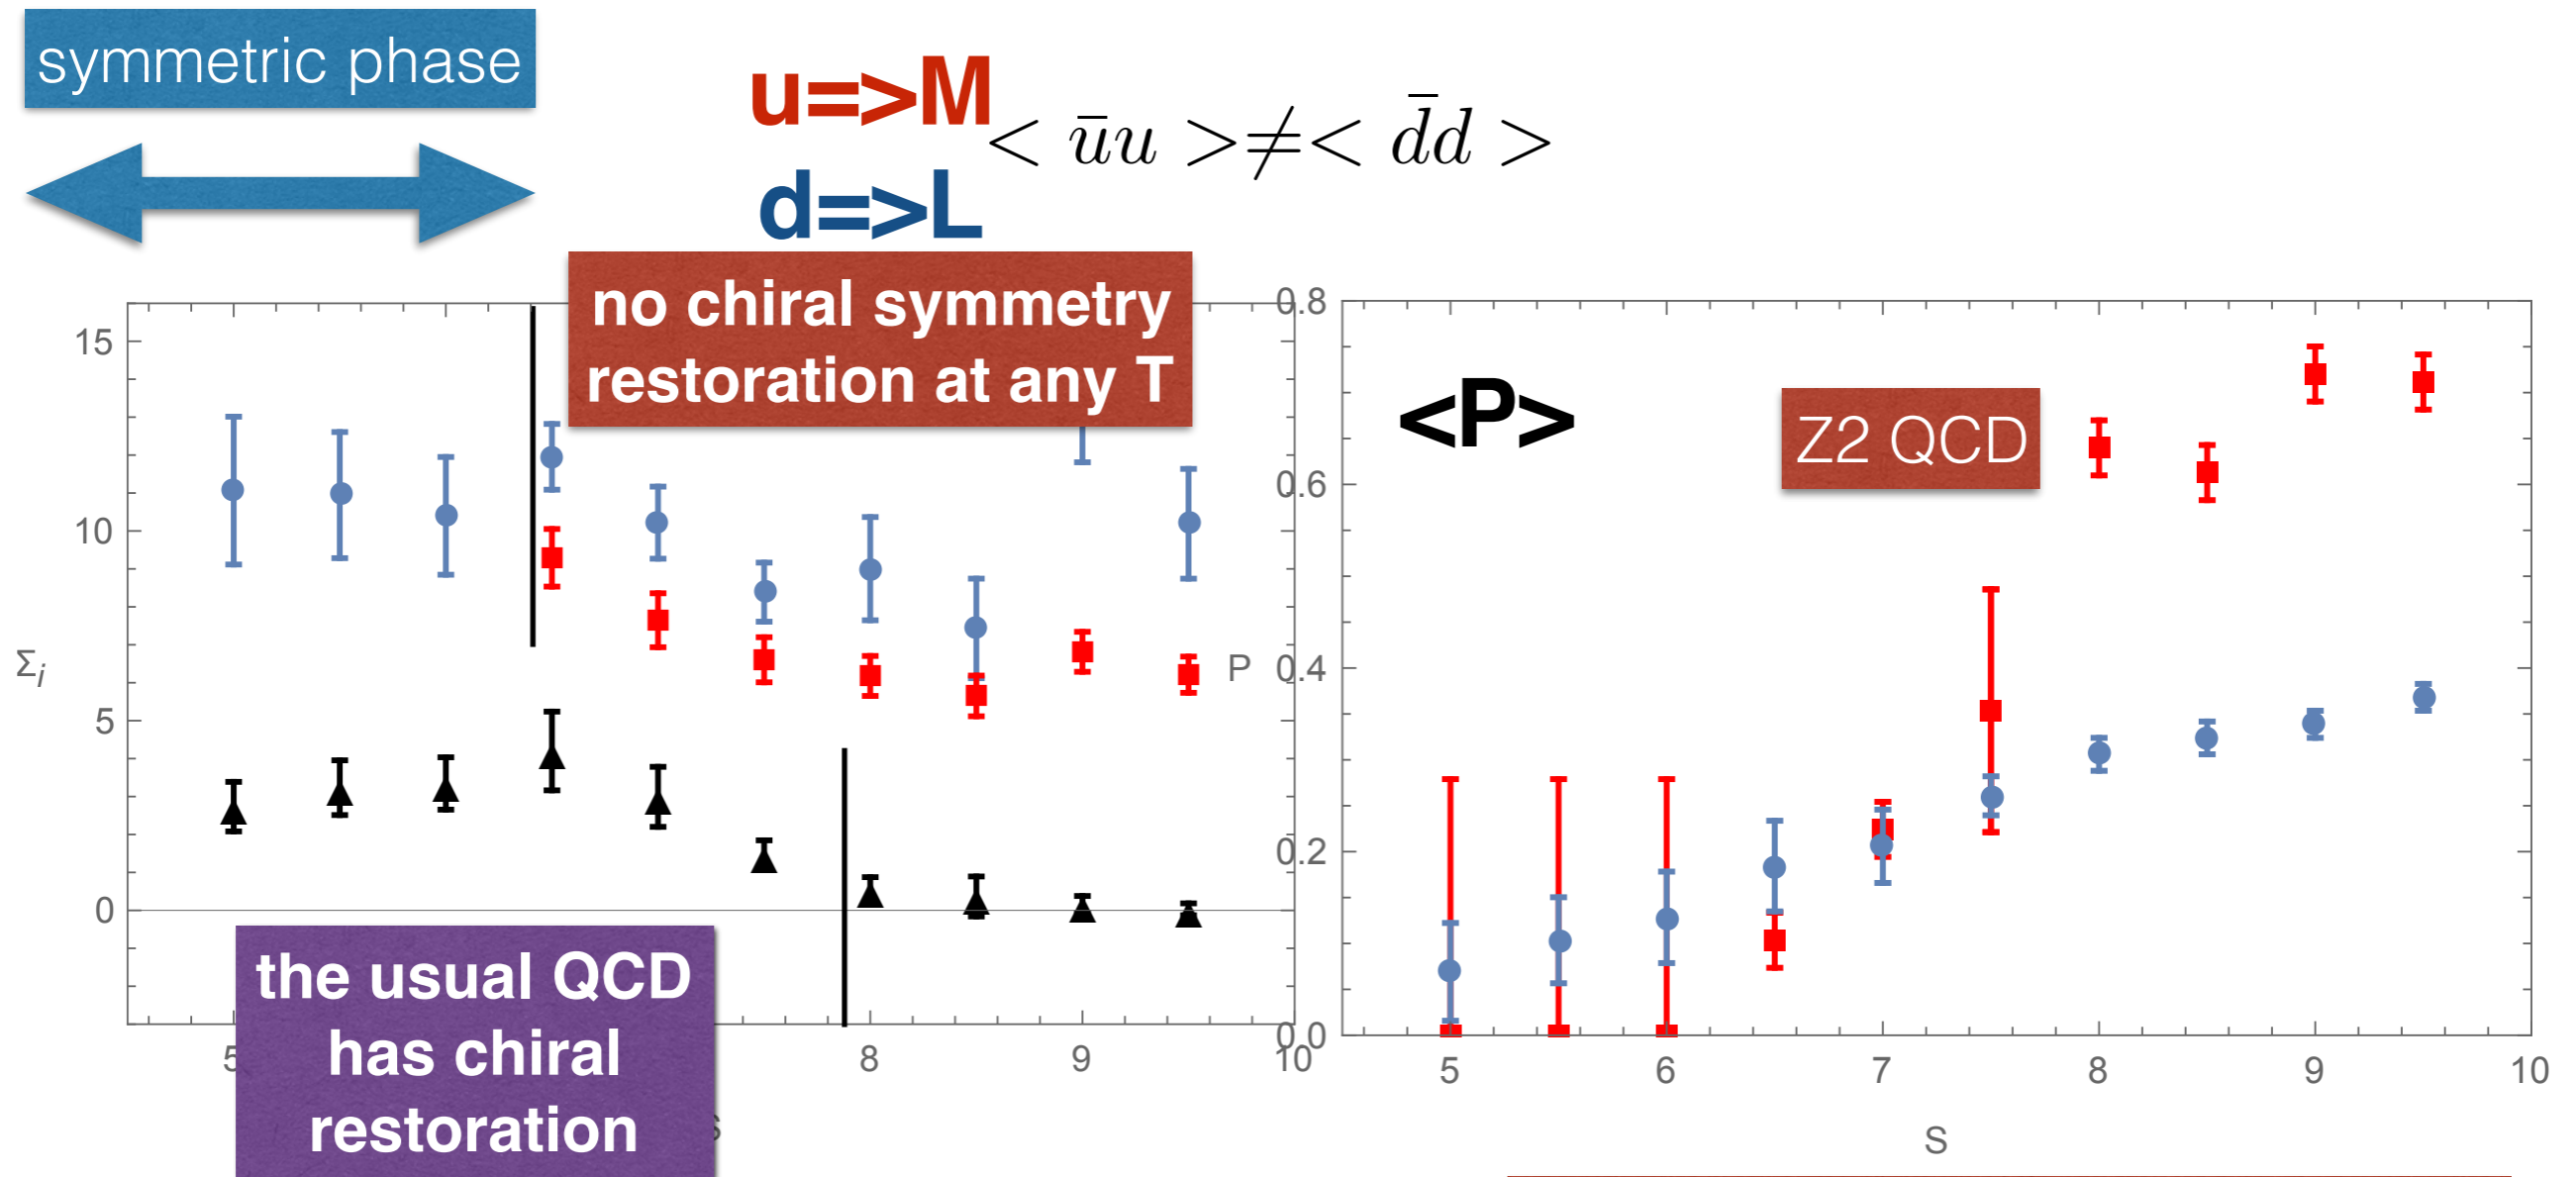 symmetric phase
u=>M
< ūu >≠< d̄d >
d=>L
no chiral symmetry
restoration at any T
15
10
5
0
Σi
5
8
9
10
s
the usual QCD
has chiral
restoration
<P>
Z2 QCD
0.8
0.6
P 0.4
0.2
0.0
5 6 7 8 9 10
S